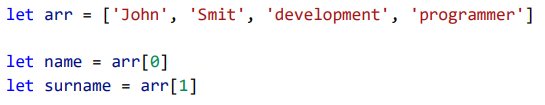 let arr = ['John', 'Smit', 'development', 'programmer']
let name = arr[0]
let surname = arr[1]